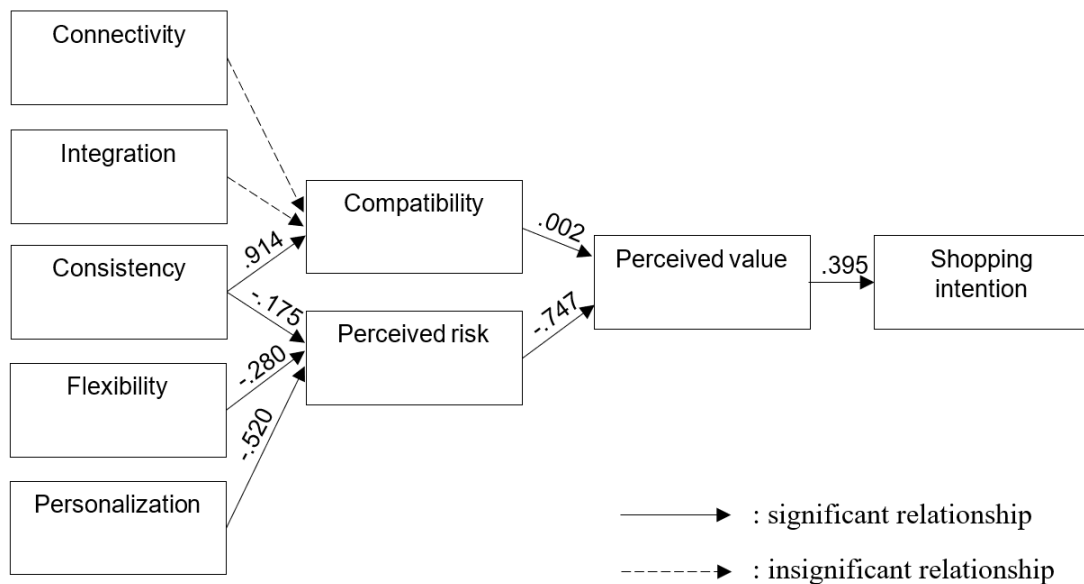 Connectivity
Integration
Consistency
Flexibility
Personalization
.914
-.175
-.280
-.520
Compatibility
Perceived risk
.002
-.747
Perceived value
.395
Shopping
intention
: significant relationship
: insignificant relationship